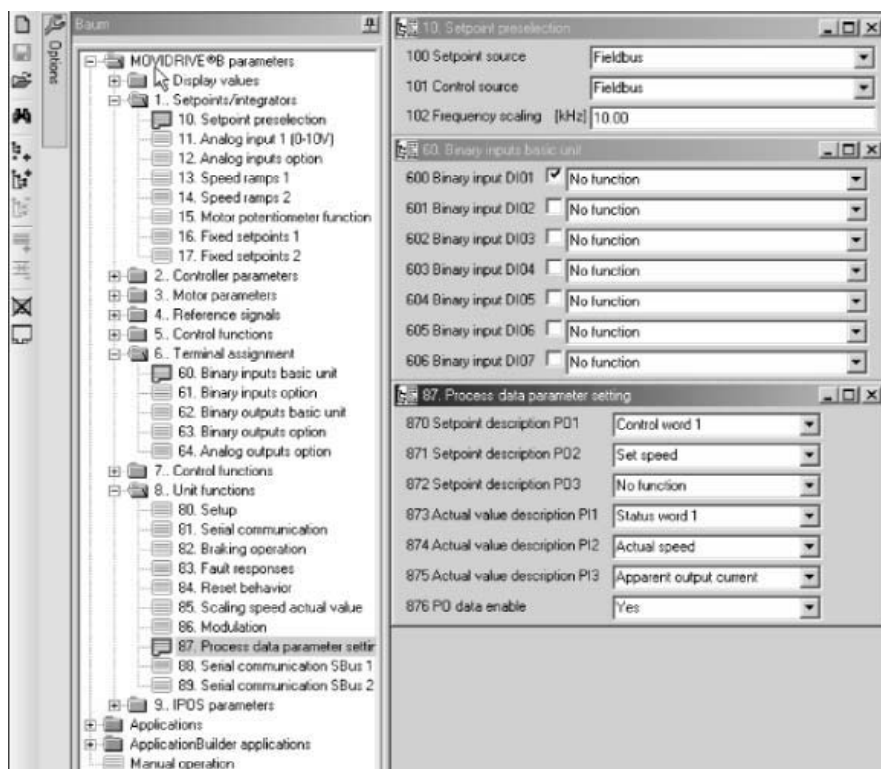 Options
Baum
MOVIDRIVE®B parameters
Display values
1.. Setpoints/integrators
10. Setpoint preselection
11. Analog input 1 (0-10V)
12. Analog inputs option
13. Speed ramps 1
14. Speed ramps 2
15. Motor potentiometer function
16. Fixed setpoints 1
17. Fixed setpoints 2
2.. Controller parameters
3.. Motor parameters
4.. Reference signals
5.. Control functions
6.. Terminal assignment
60. Binary inputs basic unit
61. Binary inputs option
62. Binary outputs basic unit
63. Binary outputs option
64. Analog outputs option
7.. Control functions
8.. Unit functions
80. Setup
81. Serial communication
82. Braking operation
83. Fault responses
84. Reset behavior
85. Scaling speed actual value
86. Modulation
87. Process data parameter settir
88. Serial communication SBus 1
89. Serial communication SBus 2
9.. IPOS parameters
Applications
ApplicationBuilder applications
Manual operation
10. Setpoint preselection
100 Setpoint source Fieldbus
101 Control source Fieldbus
102 Frequency scaling [kHz] 10.00
60. Binary inputs basic unit
600 Binary input DI01 No function
601 Binary input DI02 No function
602 Binary input DI03 No function
603 Binary input DI04 No function
604 Binary input DI05 No function
605 Binary input DI06 No function
606 Binary input DI07 No function
87. Process data parameter setting
870 Setpoint description PO1 Control word 1
871 Setpoint description PO2 Set speed
872 Setpoint description PO3 No function
873 Actual value description PI1 Status word 1
874 Actual value description PI2 Actual speed
875 Actual value description PI3 Apparent output current
876 PO data enable Yes